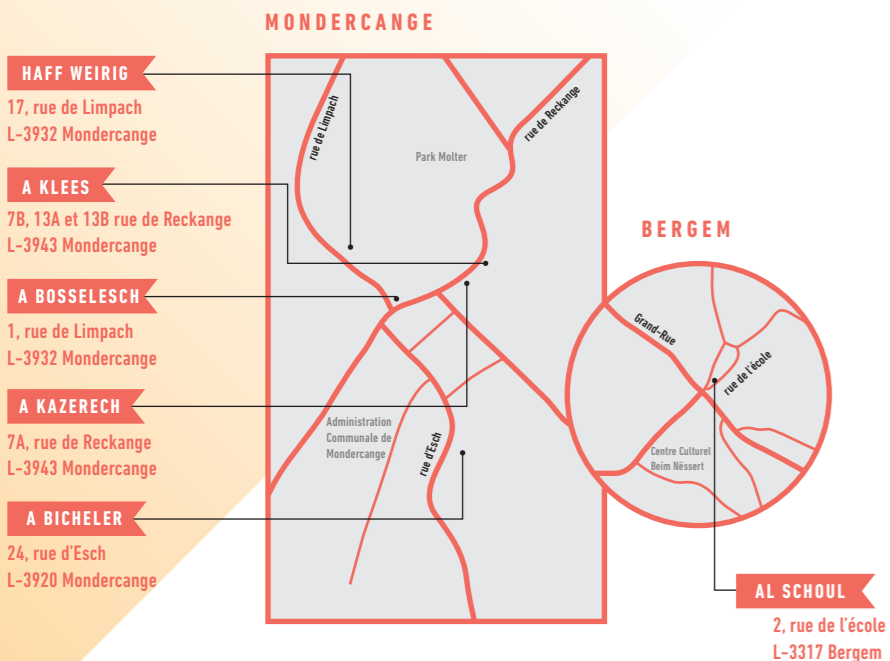 MONDERCANGE
HAFF WEIRIG
17, rue de Limpach
L-3932 Mondercange
A KLEES
7B, 13A et 13B rue de Reckange
L-3943 Mondercange
A BOSSELESCH
1, rue de Limpach
L-3932 Mondercange
A KAZERECH
7A, rue de Reckange
L-3943 Mondercange
A BICHELER
24, rue d'Esch
L-3920 Mondercange
rue de Limpach
Park Molter
rue de Reckange
Administration
Communale de
Mondercange
rue d'Esch
BERGEM
Grand-Rue
rue de l'école
Centre Culturel
Beim Nëssert
AL SCHOUL
2, rue de l'école
L-3317 Bergem